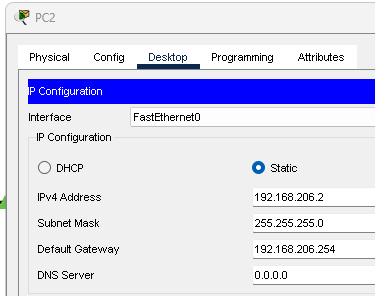 PC2
Physical Config Desktop Programming Attributes
IP Configuration
Interface FastEthernet0
IP Configuration
DHCP Static
IPv4 Address 192.168.206.2
Subnet Mask 255.255.255.0
Default Gateway 192.168.206.254
DNS Server 0.0.0.0